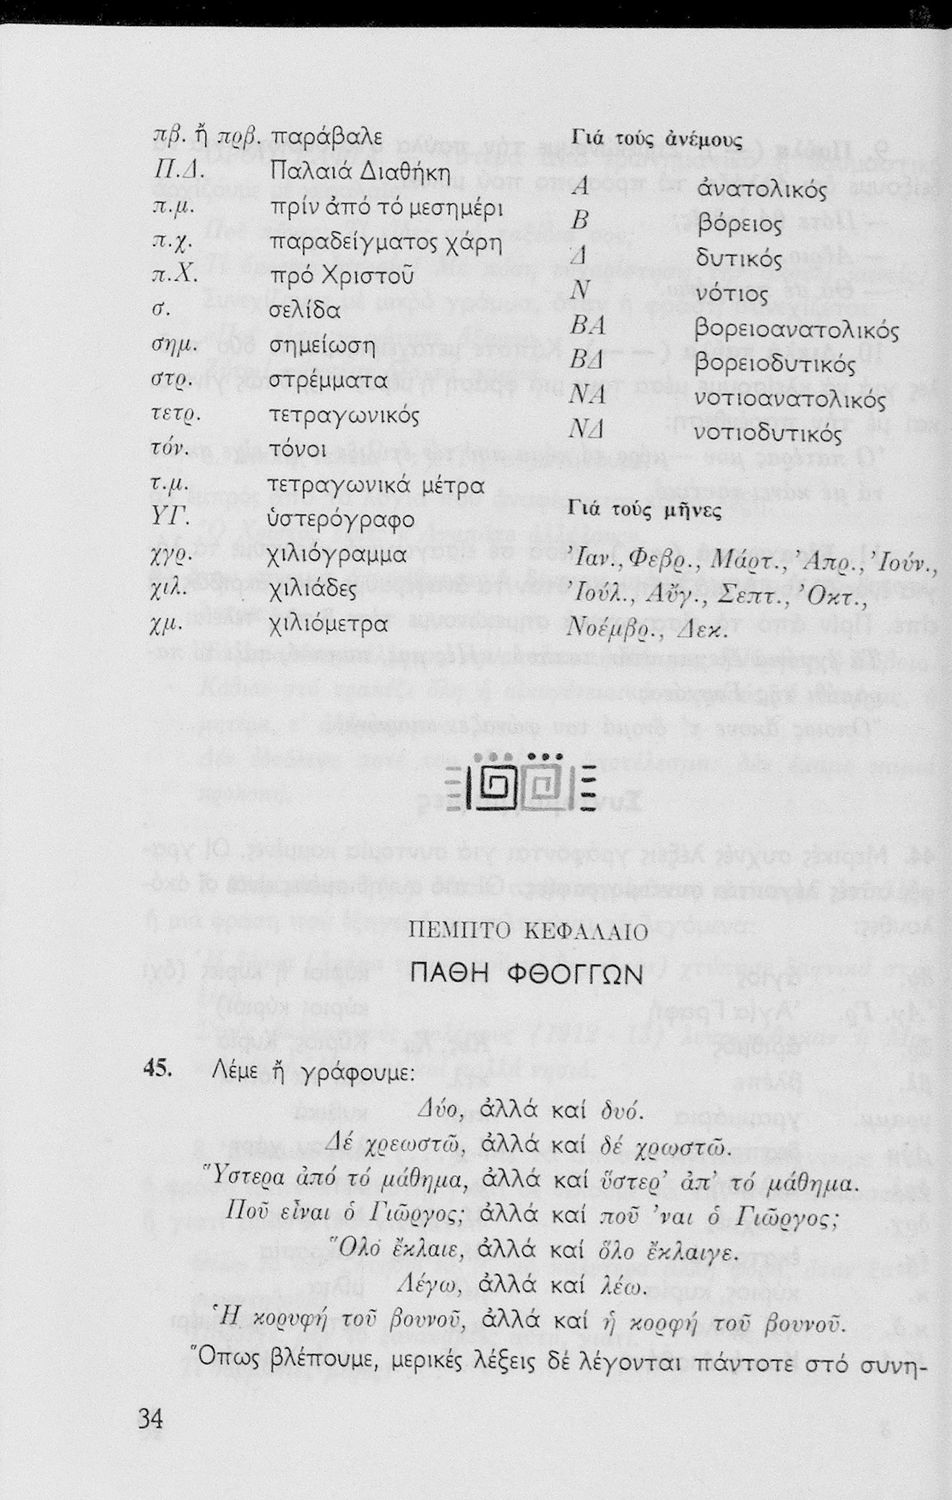 πβ. ἤ πρβ. παράβαλε
Π.Δ. Παλαιά Διαθήκη
π.μ. πρίν ἀπό τό μεσημέρι
π.χ. παραδείγματος χάρη
π.Χ. πρό Χριστοῦ
σ. σελίδα
σημ. σημείωση
στρ. στρέμματα
τετρ. τετραγωνικός
τόν. τόνοι
τ.μ. τετραγωνικά μέτρα
ΥΓ. ὑστερόγραφο
χγρ. χιλιόγραμμα
χιλ. χιλιάδες
χμ. χιλιόμετρα
Γιά τούς ἀνέμους
Α ἀνατολικός
Β βόρειος
Δ δυτικός
Ν νότιος
ΒΑ βορειοανατολικός
ΒΔ βορειοδυτικός
ΝΑ νοτιοανατολικός
ΝΔ νοτιοδυτικός
Γιά τούς μῆνες
Ἰαν., Φεβρ., Μάρτ., Ἀπρ., Ἰούν.,
Ἰούλ., Αὔγ., Σεπτ., Ὀκτ.,
Νοέμβρ., Δεκ.
ΠΕΜΠΤΟ ΚΕΦΑΛΑΙΟ
ΠΑΘΗ ΦΘΟΓΓΩΝ
45. Λέμε ἤ γράφουμε:
Δύο, ἀλλά καί δυό.
Δέ χρεωστῶ, ἀλλά καί δέ χρωστῶ.
Ὕστερα ἀπό τό μάθημα, ἀλλά καί ὕστερ' ἀπ' τό μάθημα.
Ποῦ εἶναι ὁ Γιῶργος; ἀλλά καί ποῦ 'ναι ὁ Γιῶργος;
Ὅλο ἔκλαιε, ἀλλά καί ὅλο ἔκλαιγε.
Λέγω, ἀλλά καί λέω.
Ἡ κορυφή τοῦ βουνοῦ, ἀλλά καί ἡ κορφή τοῦ βουνοῦ.
Ὅπως βλέπουμε, μερικές λέξεις δέ λέγονται πάντοτε στό συνη-
34